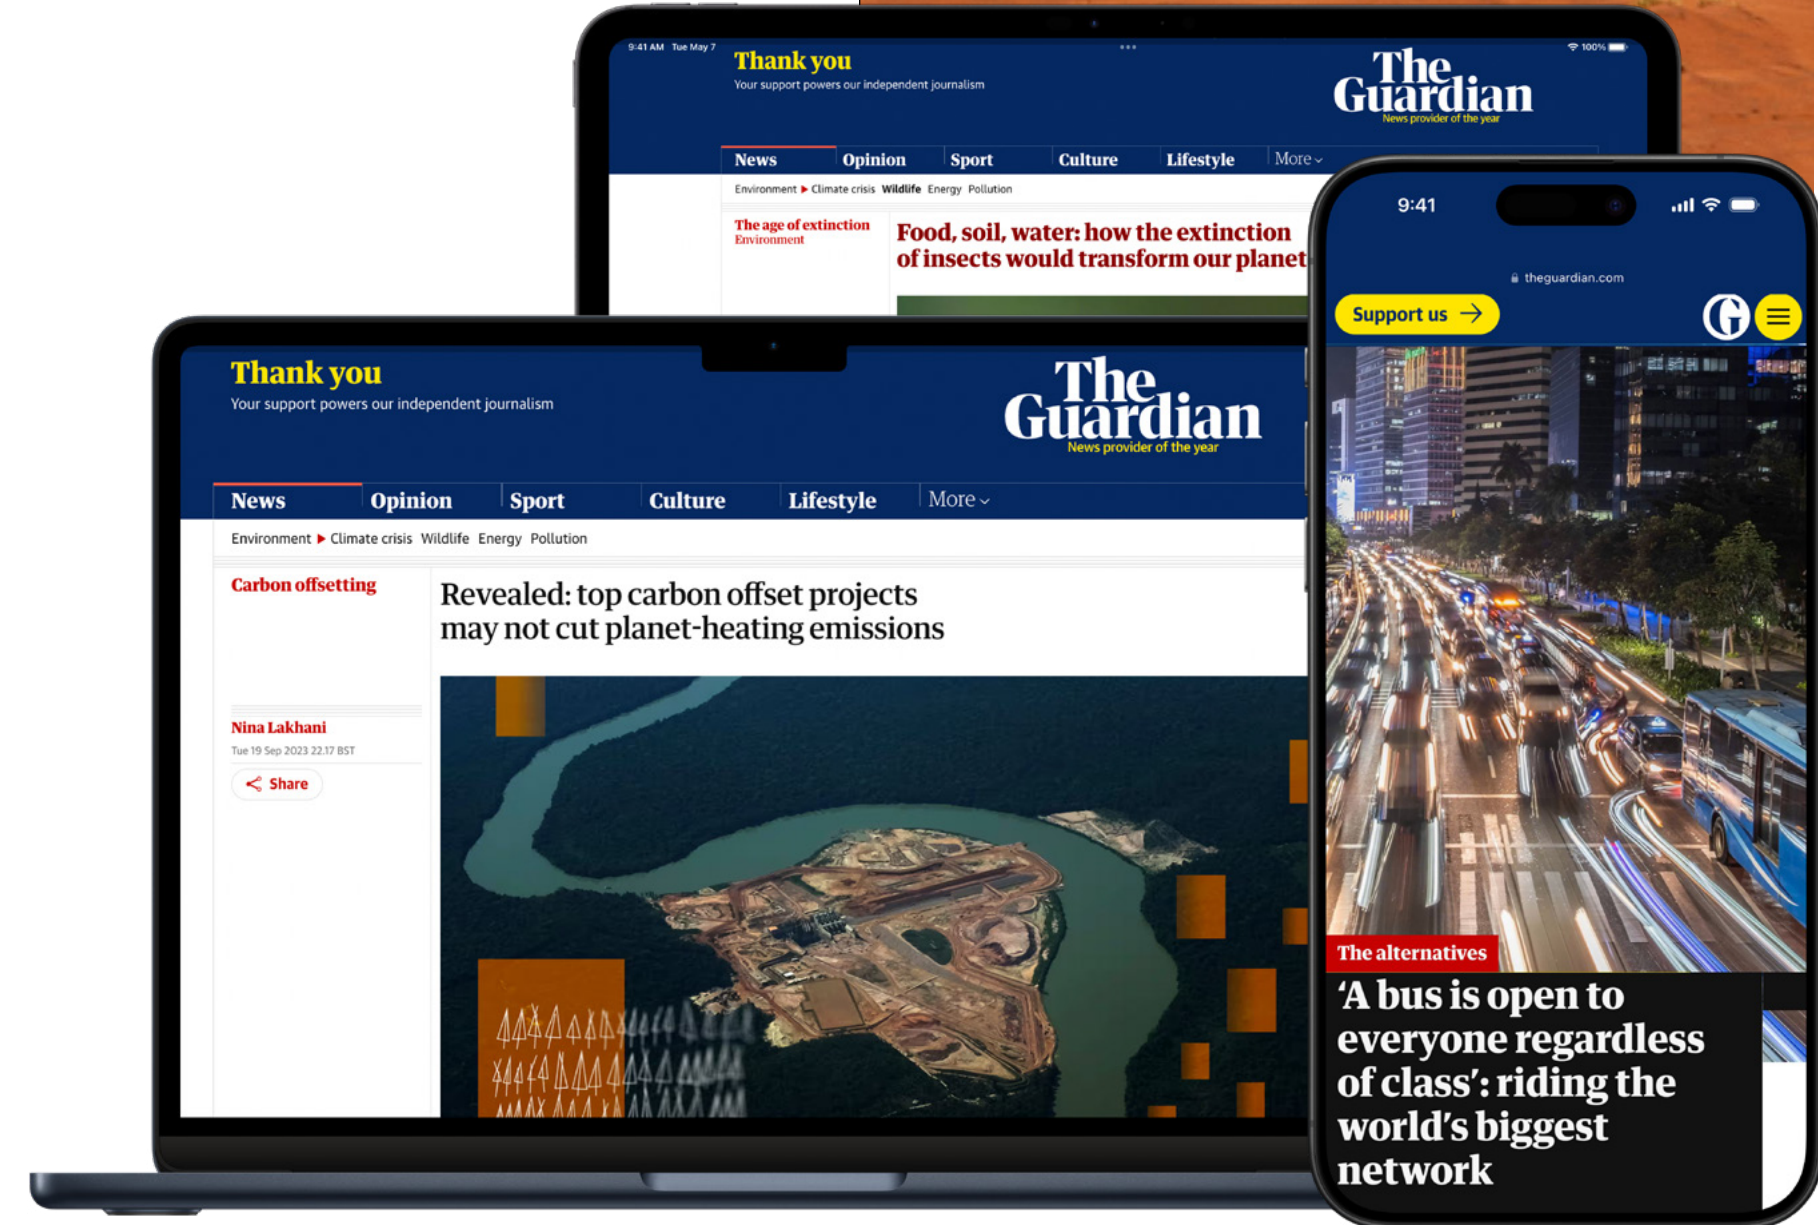 9:41 AM Tue May 7
100%
Thank you
Your support powers our independent journalism
The
Guardian
News provider of the year
News Opinion Sport Culture Lifestyle More
Environment Climate crisis Wildlife Energy Pollution
The age of extinction
Environment
Food, soil, water: how the extinction
of insects would transform our planet
Thank you
Your support powers our independent journalism
The
Guardian
News provider of the year
News Opinion Sport Culture Lifestyle More
Environment Climate crisis Wildlife Energy Pollution
Carbon offsetting
Revealed: top carbon offset projects
may not cut planet-heating emissions
Nina Lakhani
Tue 19 Sep 2023 22.17 BST
Share
9:41
theguardian.com
Support us
G
The alternatives
‘A bus is open to
everyone regardless
of class’: riding the
world’s biggest
network